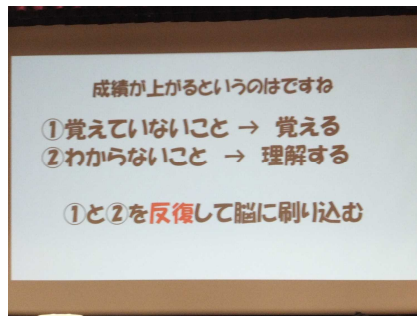 成績が上がるというのはですね
①覚えていないこと → 覚える
②わからないこと → 理解する
①と②を反復して脳に刷り込む